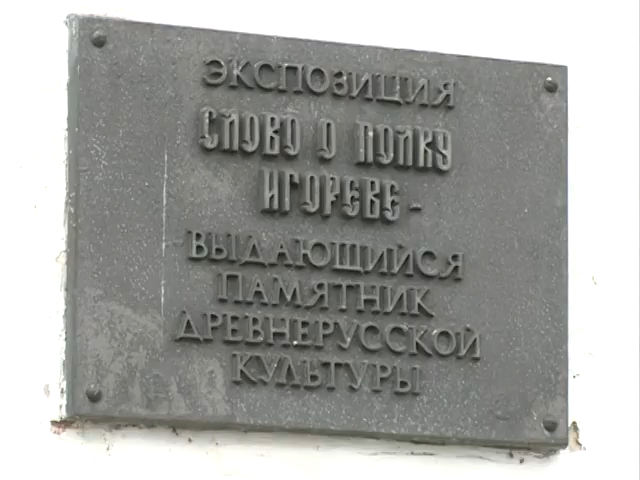 ЭКСПОЗИЦИЯ
СЛОВО О ПОЛКУ
ИГОРЕВЕ -
ВЫДАЮЩИЙСЯ
ПАМЯТНИК
ДРЕВНЕРУССКОЙ
КУЛЬТУРЫ